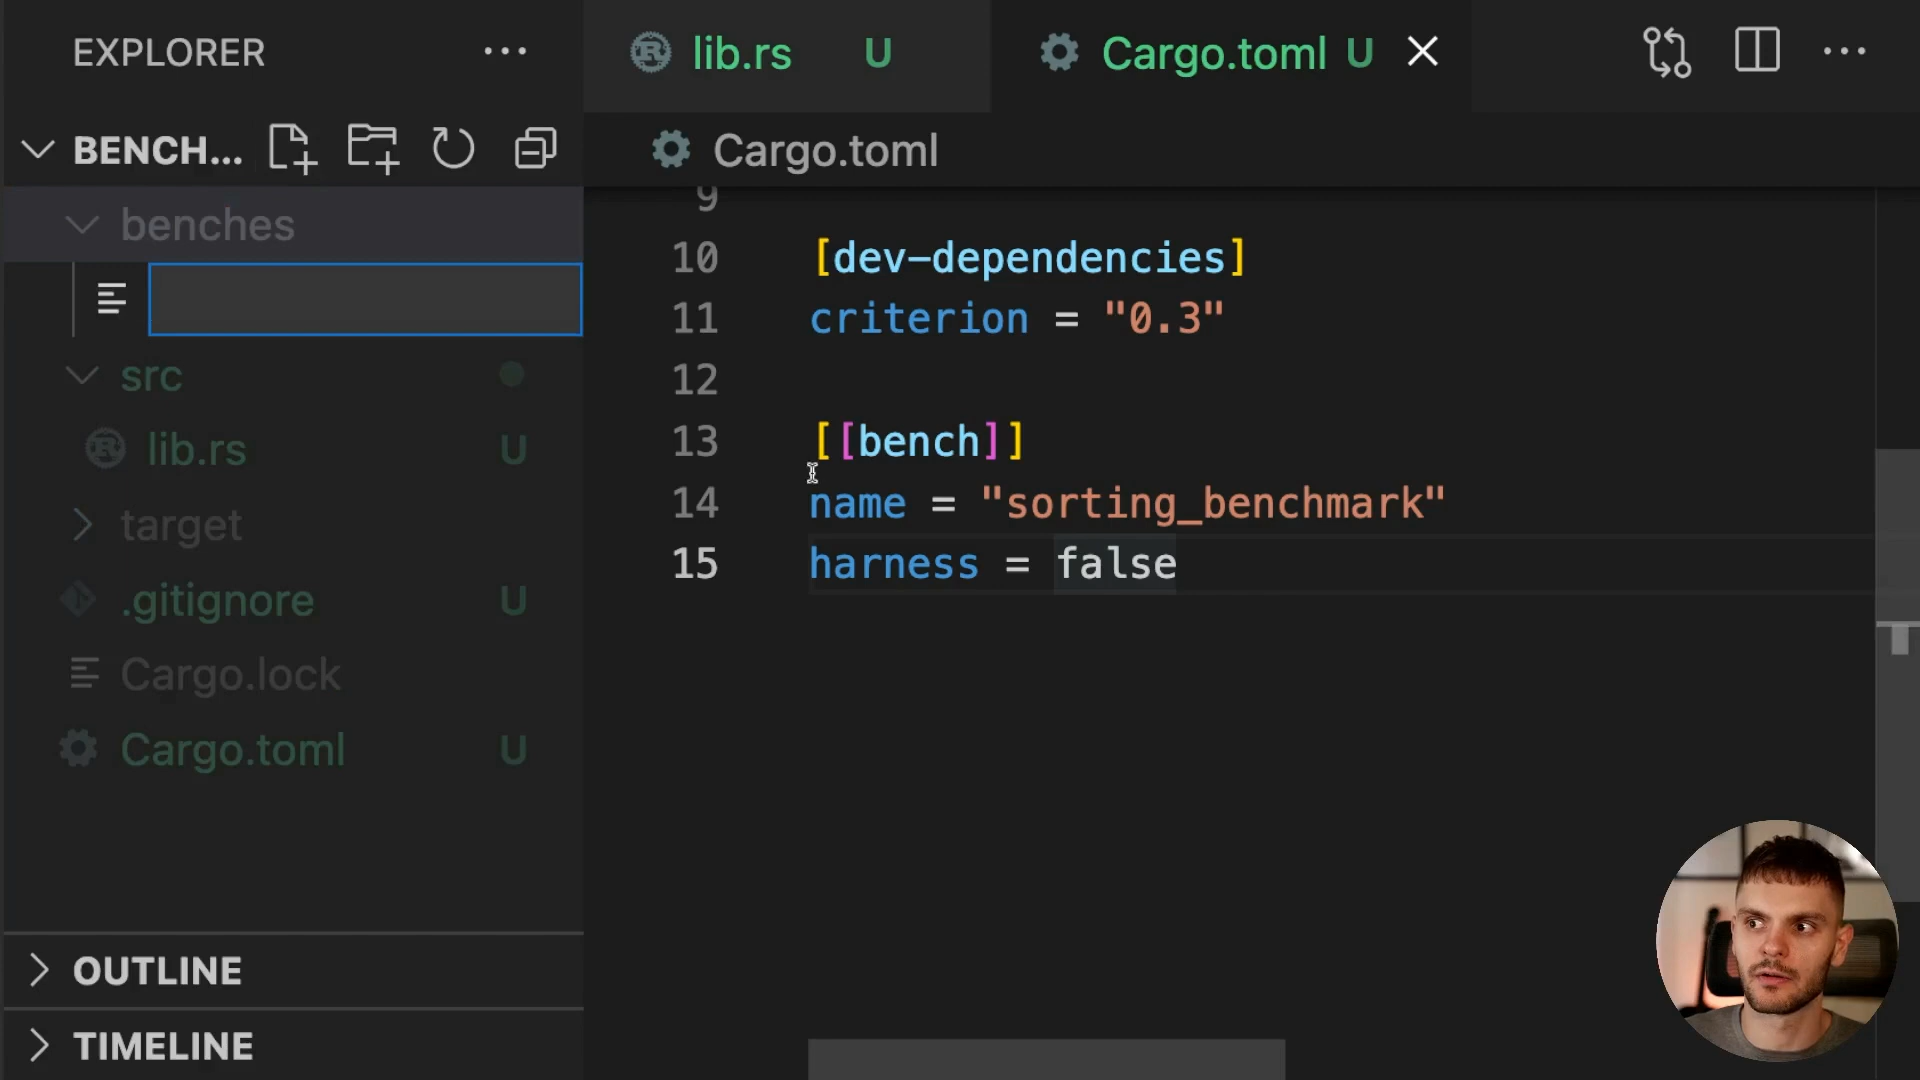 EXPLORER
BENCH...
benches
src
lib.rs U
target
.gitignore U
Cargo.lock
Cargo.toml U
OUTLINE
TIMELINE
lib.rs U
Cargo.toml U
Cargo.toml
9
10 [dev-dependencies]
11 criterion = "0.3"
12
13 [[bench]]
14 name = "sorting_benchmark"
15 harness = false